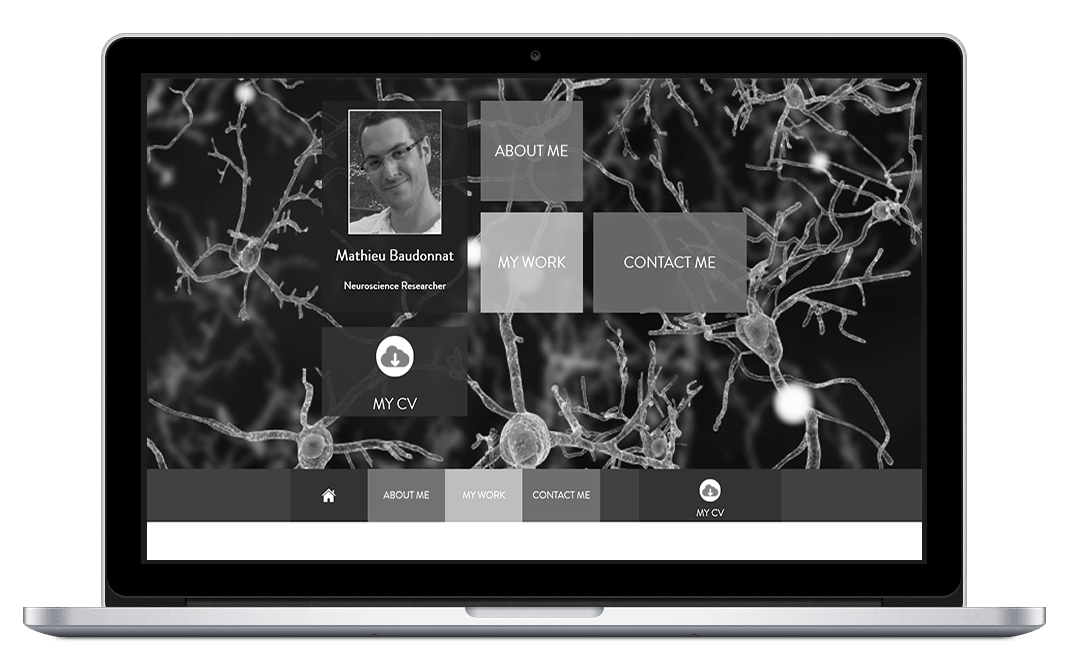 ABOUT ME
Mathieu Baudonnat
Neuroscience Researcher
MY WORK
CONTACT ME
MY CV
ABOUT ME
MY WORK
CONTACT ME
MY CV